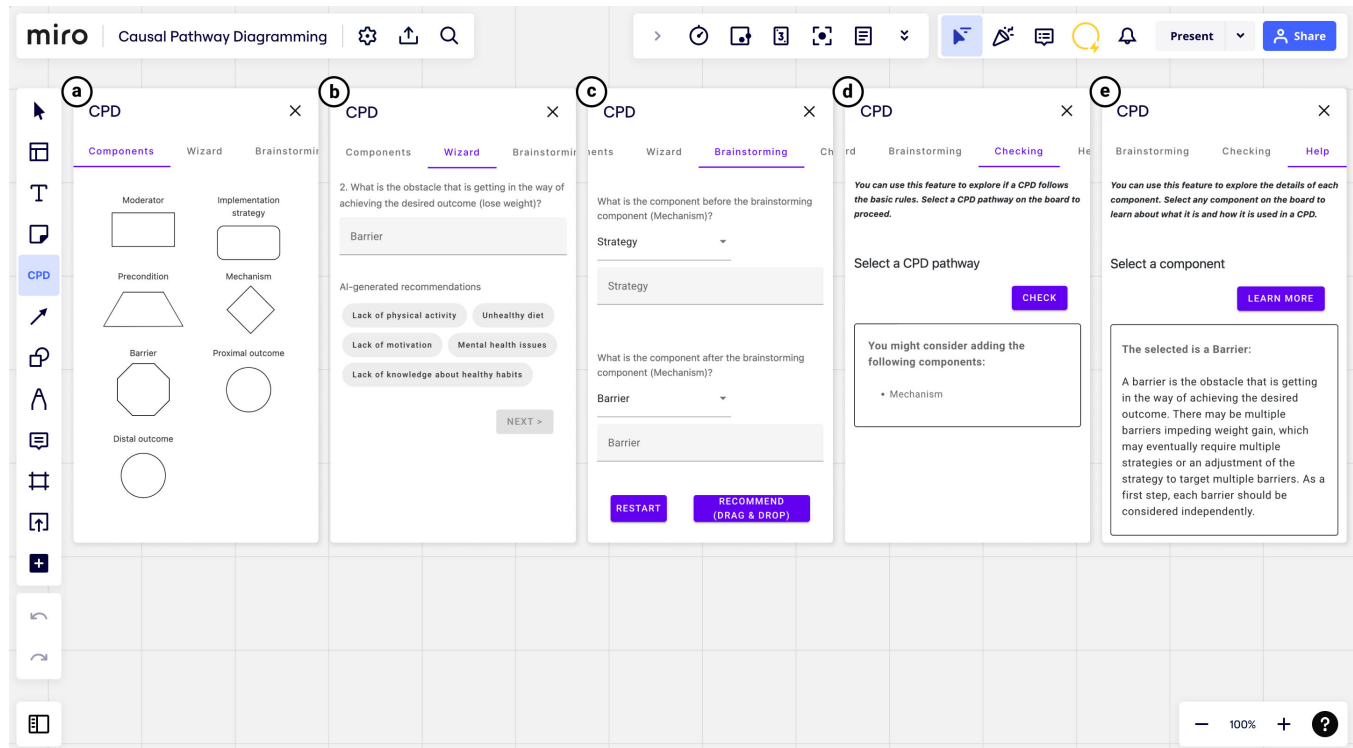 miro
Causal Pathway Diagramming
3
Present
Share
CPD
a
CPD
Components Wizard Brainstormin
Moderator
Implementation
strategy
Precondition
Mechanism
Barrier
Proximal outcome
Distal outcome
b
CPD
Components Wizard Brainstormin
2. What is the obstacle that is getting in the way of
achieving the desired outcome (lose weight)?
Barrier
AI-generated recommendations
Lack of physical activity
Unhealthy diet
Lack of motivation
Mental health issues
Lack of knowledge about healthy habits
NEXT >
c
CPD
nents Wizard Brainstorming Ch
What is the component before the brainstorming
component (Mechanism)?
Strategy
Strategy
What is the component after the brainstorming
component (Mechanism)?
Barrier
Barrier
RESTART
RECOMMEND
(DRAG & DROP)
d
CPD
rd Brainstorming Checking He
You can use this feature to explore if a CPD follows
the basic rules. Select a CPD pathway on the board to
proceed.
Select a CPD pathway
CHECK
You might consider adding the
following components:
• Mechanism
e
CPD
Brainstorming Checking Help
You can use this feature to explore the details of each
component. Select any component on the board to
learn about what it is and how it is used in a CPD.
Select a component
LEARN MORE
The selected is a Barrier:
A barrier is the obstacle that is getting
in the way of achieving the desired
outcome. There may be multiple
barriers impeding weight gain, which
may eventually require multiple
strategies or an adjustment of the
strategy to target multiple barriers. As a
first step, each barrier should be
considered independently.
100%
?